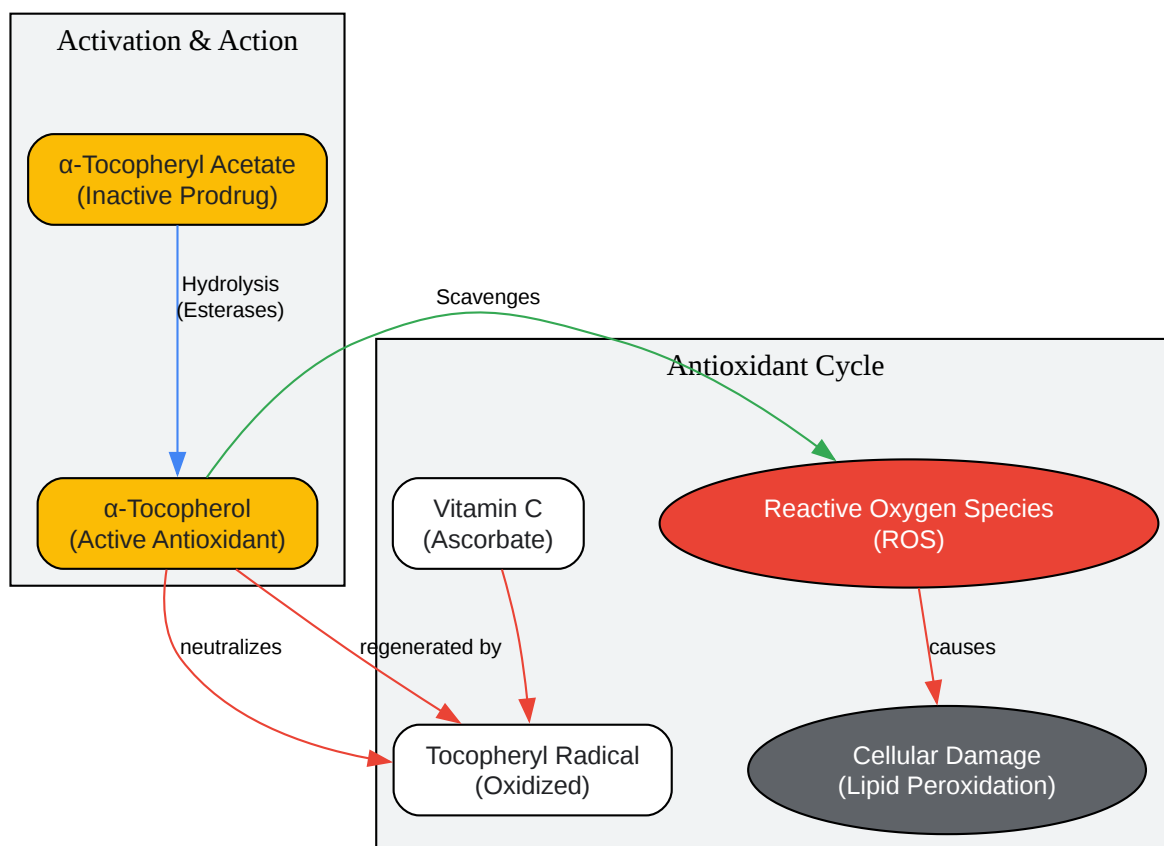 Activation & Action
α-Tocopheryl Acetate
(Inactive Prodrug)
Hydrolysis
(Esterases)
Scavenges
Antioxidant Cycle
α-Tocopherol
(Active Antioxidant)
Vitamin C
(Ascorbate)
Reactive Oxygen Species
(ROS)
neutralizes
regenerated by
causes
Tocopheryl Radical
(Oxidized)
Cellular Damage
(Lipid Peroxidation)